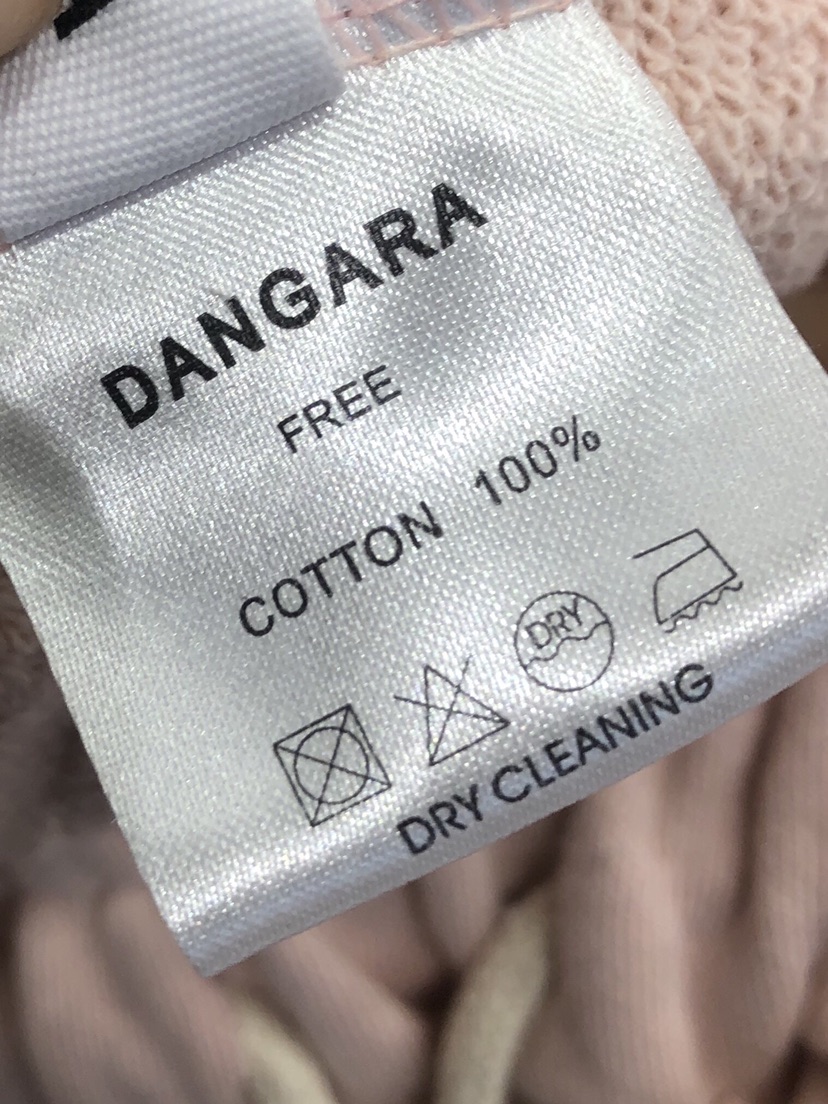 DANGARA
FREE
COTTON 100%
DRY
DRY CLEANING